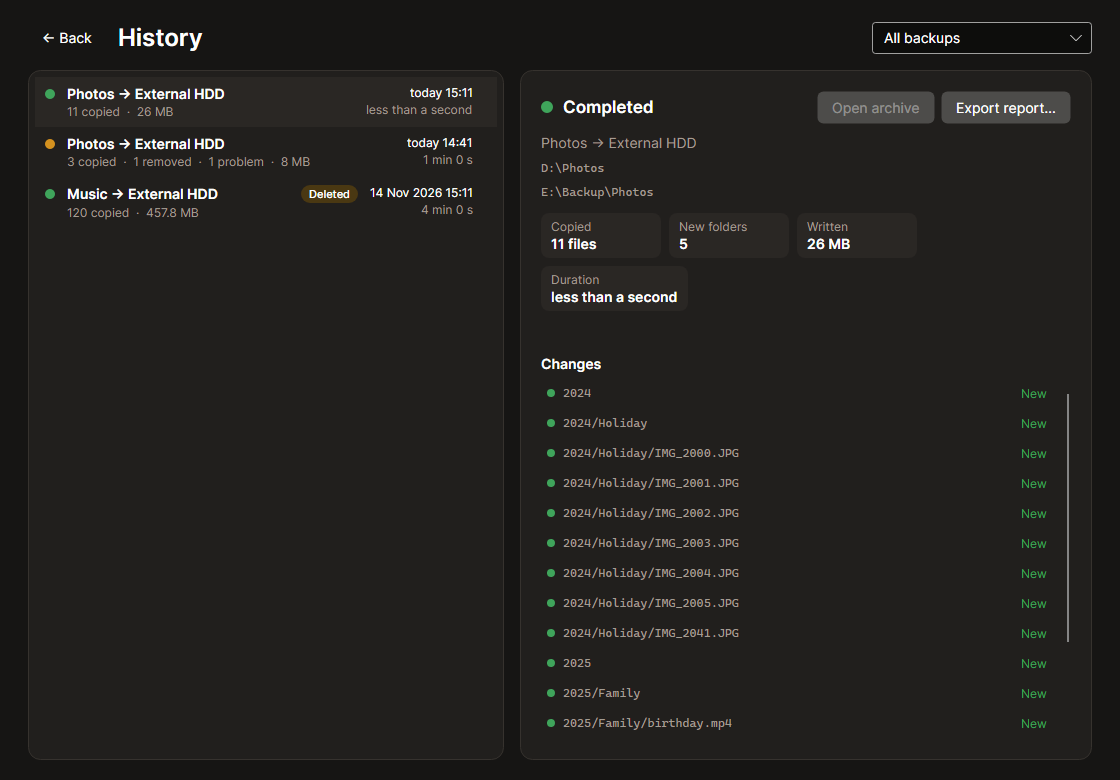 ← Back
History
All backups
Photos → External HDD
today 15:11
11 copied · 26 MB
less than a second
Photos → External HDD
today 14:41
3 copied · 1 removed · 1 problem · 8 MB
1 min 0 s
Music → External HDD
Deleted
14 Nov 2026 15:11
120 copied · 457.8 MB
4 min 0 s
Completed
Open archive
Export report...
Photos → External HDD
D:\Photos
E:\Backup\Photos
Copied
11 files
New folders
5
Written
26 MB
Duration
less than a second
Changes
2024 New
2024/Holiday New
2024/Holiday/IMG_2000.JPG New
2024/Holiday/IMG_2001.JPG New
2024/Holiday/IMG_2002.JPG New
2024/Holiday/IMG_2003.JPG New
2024/Holiday/IMG_2004.JPG New
2024/Holiday/IMG_2005.JPG New
2024/Holiday/IMG_2041.JPG New
2025 New
2025/Family New
2025/Family/birthday.mp4 New